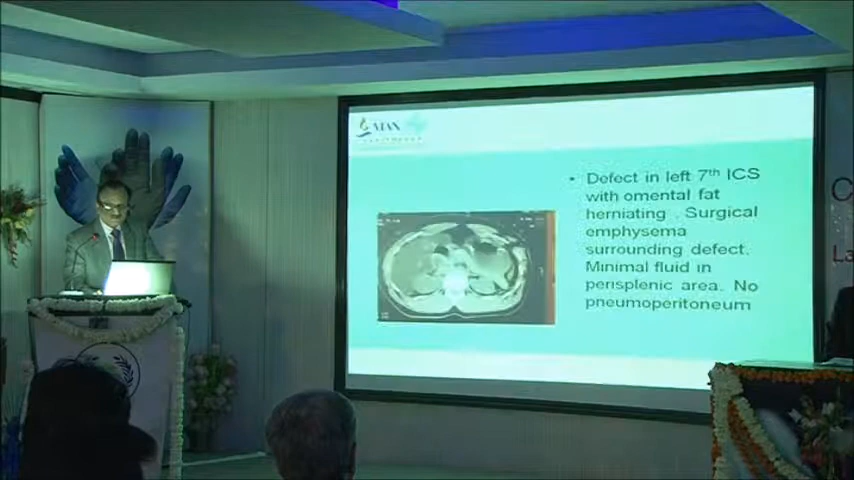 • Defect in left 7th ICS
with omental fat
herniating . Surgical
emphysema
surrounding defect.
Minimal fluid in
perisplenic area. No
pneumoperitoneum